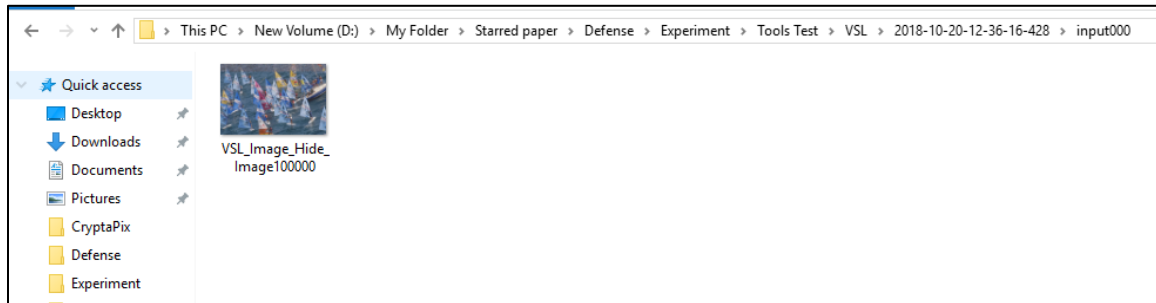 This PC > New Volume (D:) > My Folder > Starred paper > Defense > Experiment > Tools Test > VSL > 2018-10-20-12-36-16-428 > input000
Quick access
Desktop
Downloads
Documents
Pictures
CryptaPix
Defense
Experiment
VSL_Image_Hide_
Image100000